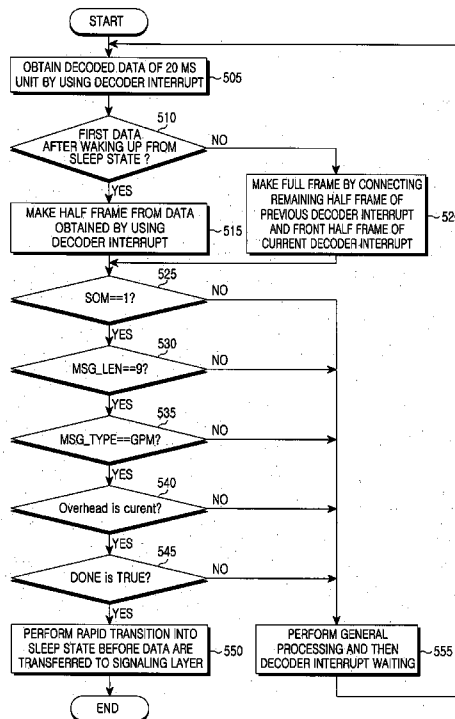 START
OBTAIN DECODED DATA OF 20 MS
UNIT BY USING DECODER INTERRUPT
505
510
FIRST DATA
AFTER WAKING UP FROM
SLEEP STATE ?
NO
YES
MAKE HALF FRAME FROM DATA
OBTAINED BY USING
DECODER INTERRUPT
515
MAKE FULL FRAME BY CONNECTING
REMAINING HALF FRAME OF
PREVIOUS DECODER INTERRUPT
AND FRONT HALF FRAME OF
CURRENT DECODER INTERRUPT
525
SOM==1?
NO
YES
530
MSG_LEN==9?
NO
YES
535
MSG_TYPE==GPM?
NO
YES
540
Overhead is curent?
NO
YES
545
DONE is TRUE?
NO
YES
PERFORM RAPID TRANSITION INTO
SLEEP STATE BEFORE DATA ARE
TRANSFERRED TO SIGNALING LAYER
550
PERFORM GENERAL
PROCESSING AND THEN
DECODER INTERRUPT WAITING
555
END